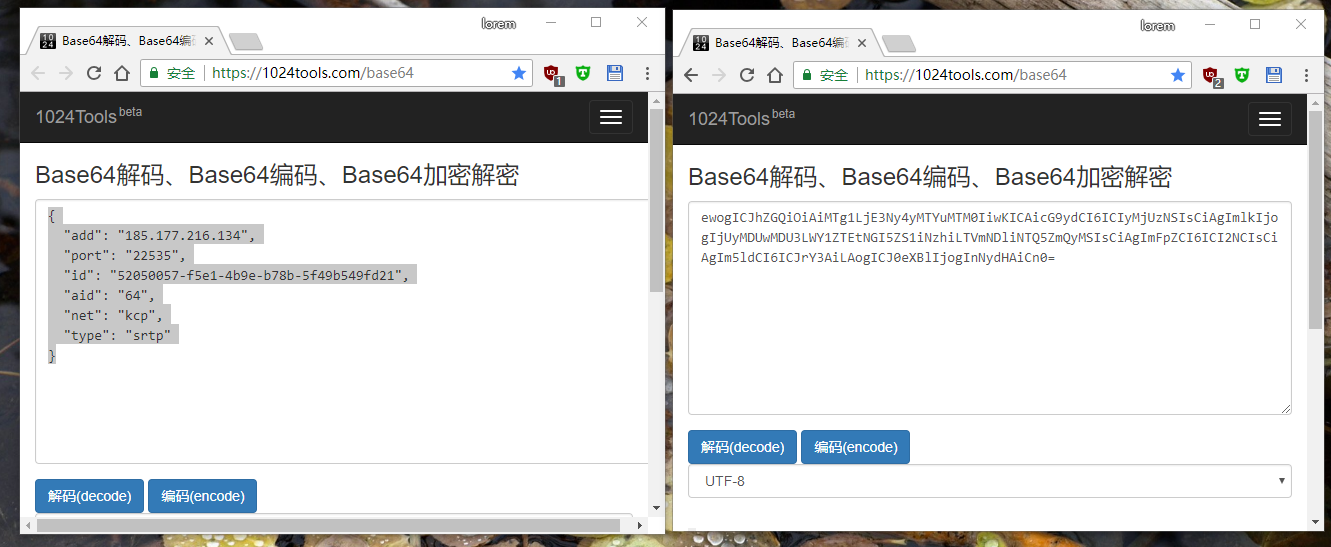 lorem
Base64解码、Base64编码
安全 https://1024tools.com/base64
1
1024Tools beta
Base64解码、Base64编码、Base64加密解密
{
"add": "185.177.216.134",
"port": "22535",
"id": "52050057-f5e1-4b9e-b78b-5f49b549fd21",
"aid": "64",
"net": "kcp",
"type": "srtp"
}
解码(decode) 编码(encode)
lorem
Base64解码、Base64编码
安全 https://1024tools.com/base64
2
1024Tools beta
Base64解码、Base64编码、Base64加密解密
ewogICJhZGQiOiAiMTg1LjE3Ny4yMTYuMTM0IiwKICAicG9ydCI6ICIyMjUzNSIsCiAgImlkIjo
gIjUyMDUwMDU3LWY1ZTEtNGI5ZS1iNzhiLTVmNDliNTQ5ZmQyMSIsCiAgImFpZCI6ICI2NCIsCi
AgIm5ldCI6ICJrY3AiLAogICJ0eXBlIjogInNydHAiCn0=
解码(decode) 编码(encode)
UTF-8